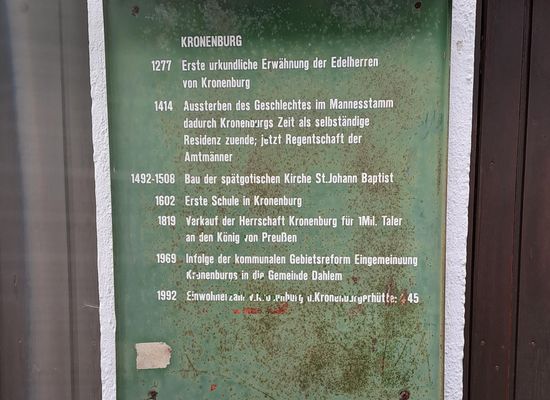 KRONENBURG
1277 Erste urkundliche Erwähnung der Edelherren
von Kronenburg
1414 Aussterben des Geschlechtes im Mannesstamm
dadurch Kronenburgs Zeit als selbständige
Residenz zuende; jetzt Regentschaft der
Amtmänner
1492-1508 Bau der spätgotischen Kirche St.Johann Baptist
1602 Erste Schule in Kronenburg
1819 Varkauf der Herrschaft Kronenburg für 1Mil. Taler
an den König von Preußen
1969 Infolge der kommunalen Gebietsreform Eingemeinuung
Kronenburgs in die Gemeinde Dahlem
1992 Einwohnerzahl